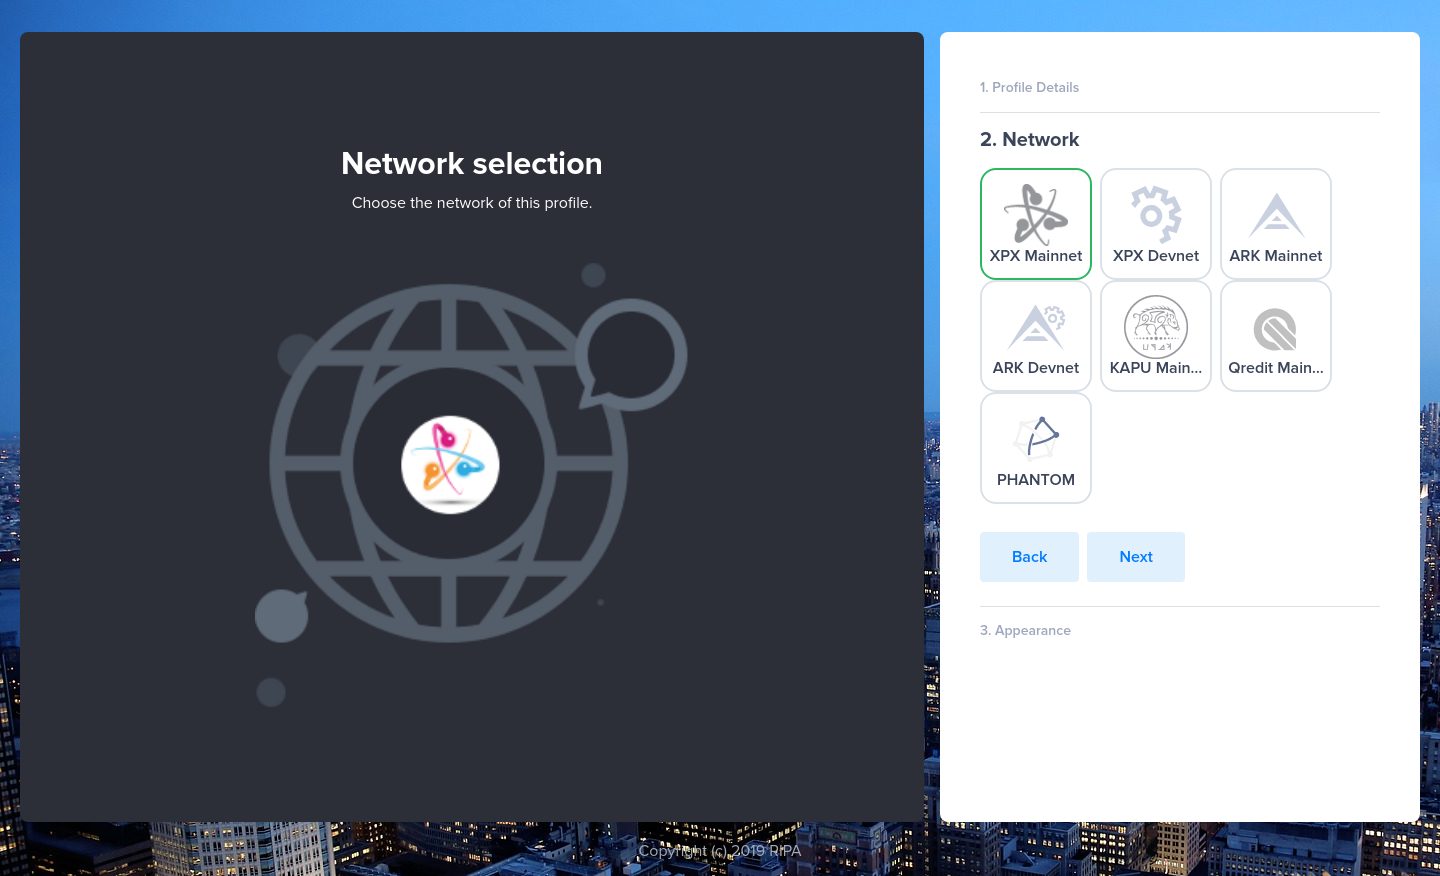 Network selection
Choose the network of this profile.
1. Profile Details
2. Network
XPX Mainnet
XPX Devnet
ARK Mainnet
ARK Devnet
KAPU Main...
Qredit Main...
PHANTOM
Back
Next
3. Appearance
Copyright (c) 2019 RIPA